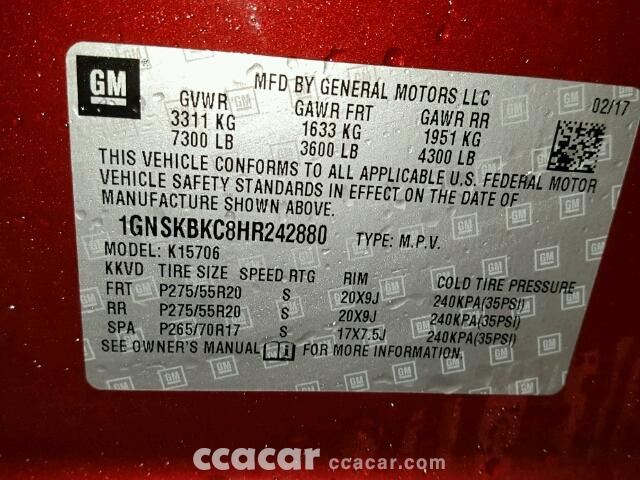 GM
MFD BY GENERAL MOTORS LLC
02/17
GVWR GAWR FRT GAWR RR
3311 KG 1633 KG 1951 KG
7300 LB 3600 LB 4300 LB
THIS VEHICLE CONFORMS TO ALL APPLICABLE U.S. FEDERAL MOTOR
VEHICLE SAFETY STANDARDS IN EFFECT ON THE DATE OF
MANUFACTURE SHOWN ABOVE.
1GNSKBKC8HR242880 TYPE: M.P.V.
MODEL: K15706
KKVD TIRE SIZE SPEED RTG RIM COLD TIRE PRESSURE
FRT P275/55R20 S 20X9J 240KPA(35PSI)
RR P275/55R20 S 20X9J 240KPA(35PSI)
SPA P265/70R17 S 17X7.5J 240KPA(35PSI)
SEE OWNER'S MANUAL FOR MORE INFORMATION.
ccacar ccacar.com